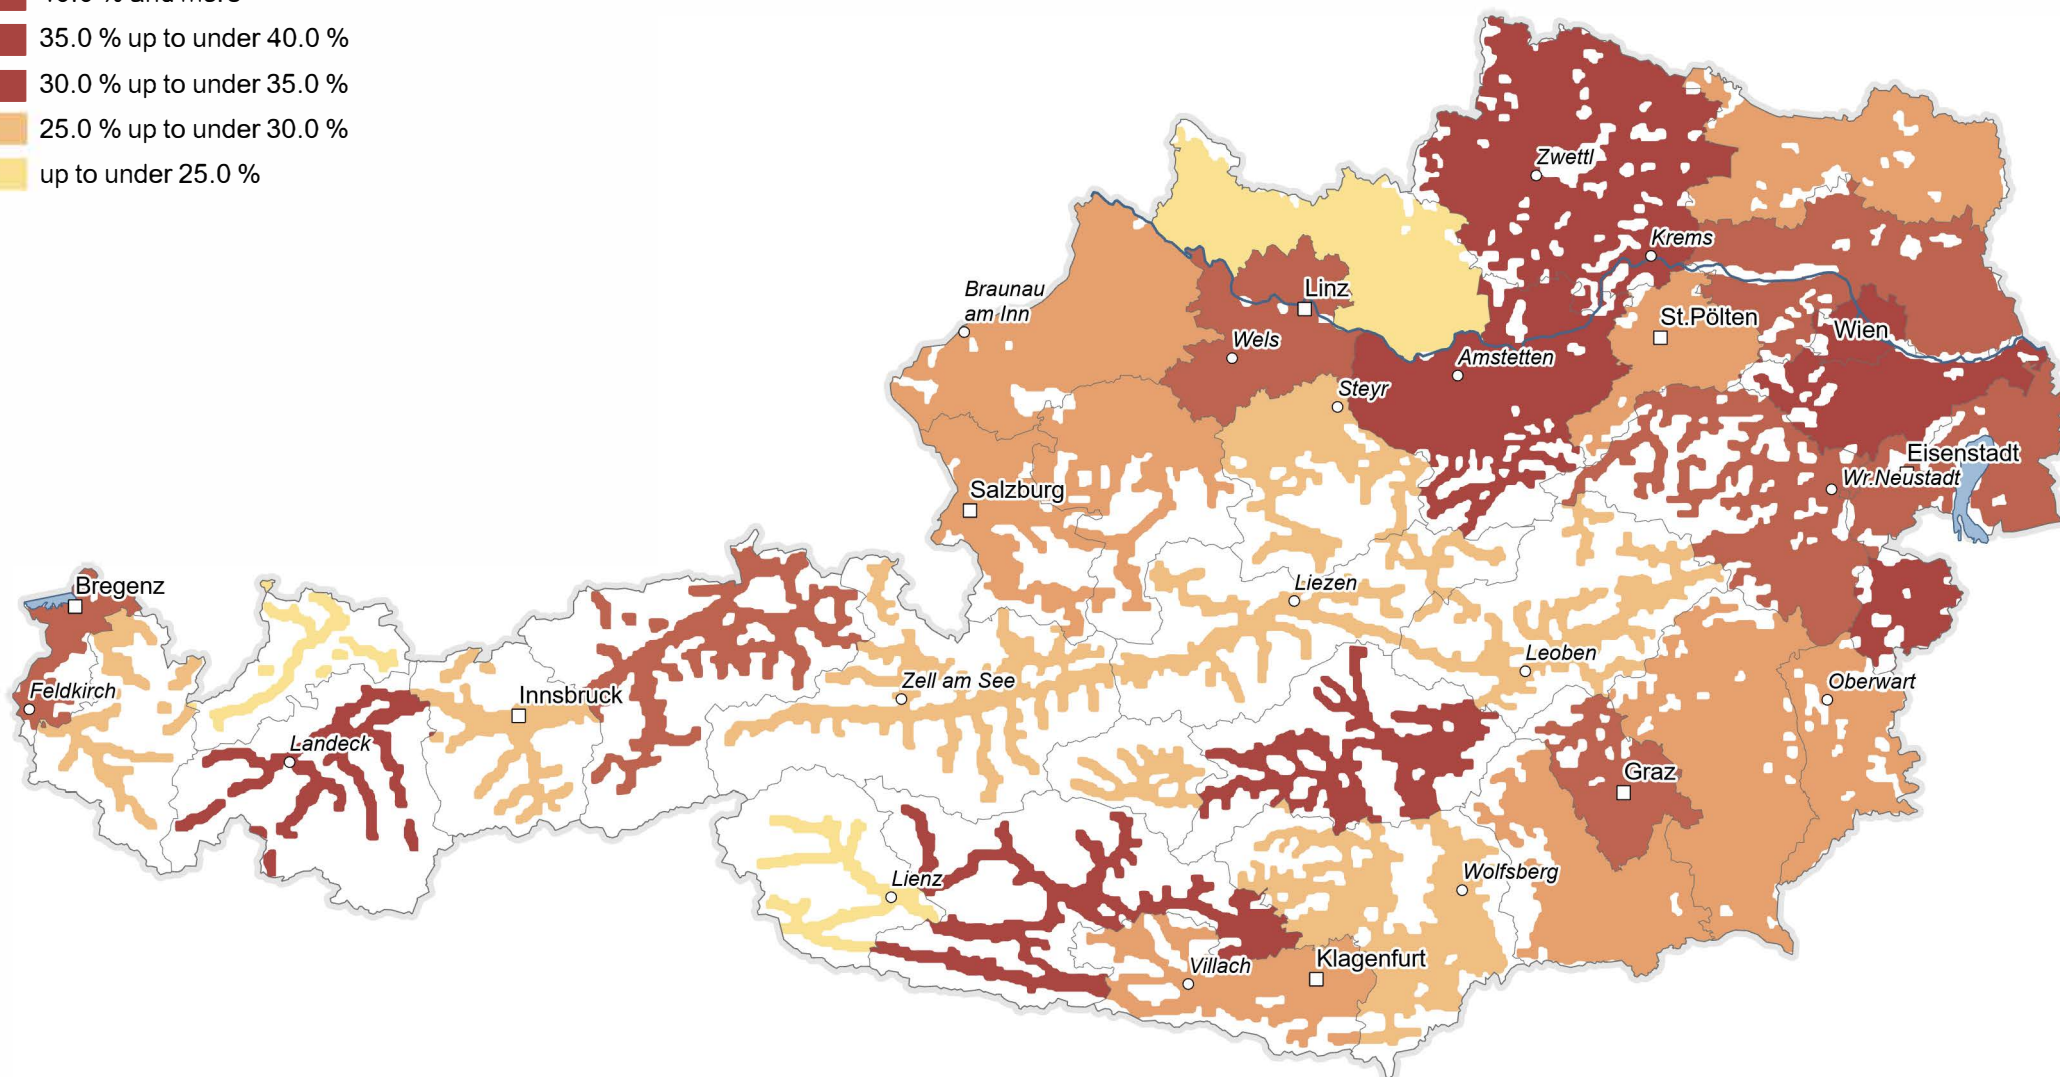 35.0 % up to under 40.0 %
30.0 % up to under 35.0 %
25.0 % up to under 30.0 %
up to under 25.0 %
Zwettl
Krems
Braunau
am Inn
Linz
St.Pölten
Wien
Wels
Amstetten
Steyr
Eisenstadt
Wr.Neustadt
Salzburg
Bregenz
Liezen
Leoben
Feldkirch
Innsbruck
Zell am See
Oberwart
Landeck
Graz
Lienz
Wolfsberg
Villach
Klagenfurt